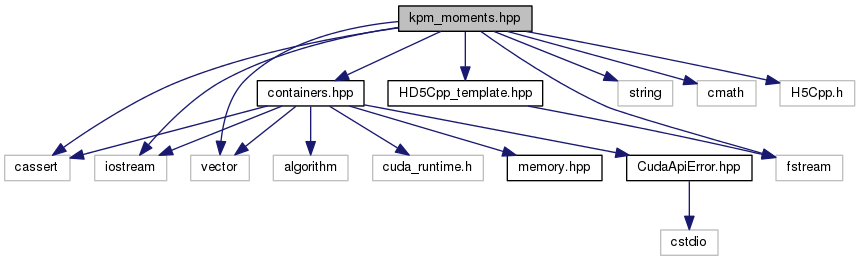 kpm_moments.hpp
containers.hpp
HD5Cpp_template.hpp
string
cmath
H5Cpp.h
cassert
iostream
vector
algorithm
cuda_runtime.h
memory.hpp
CudaApiError.hpp
fstream
cstdio